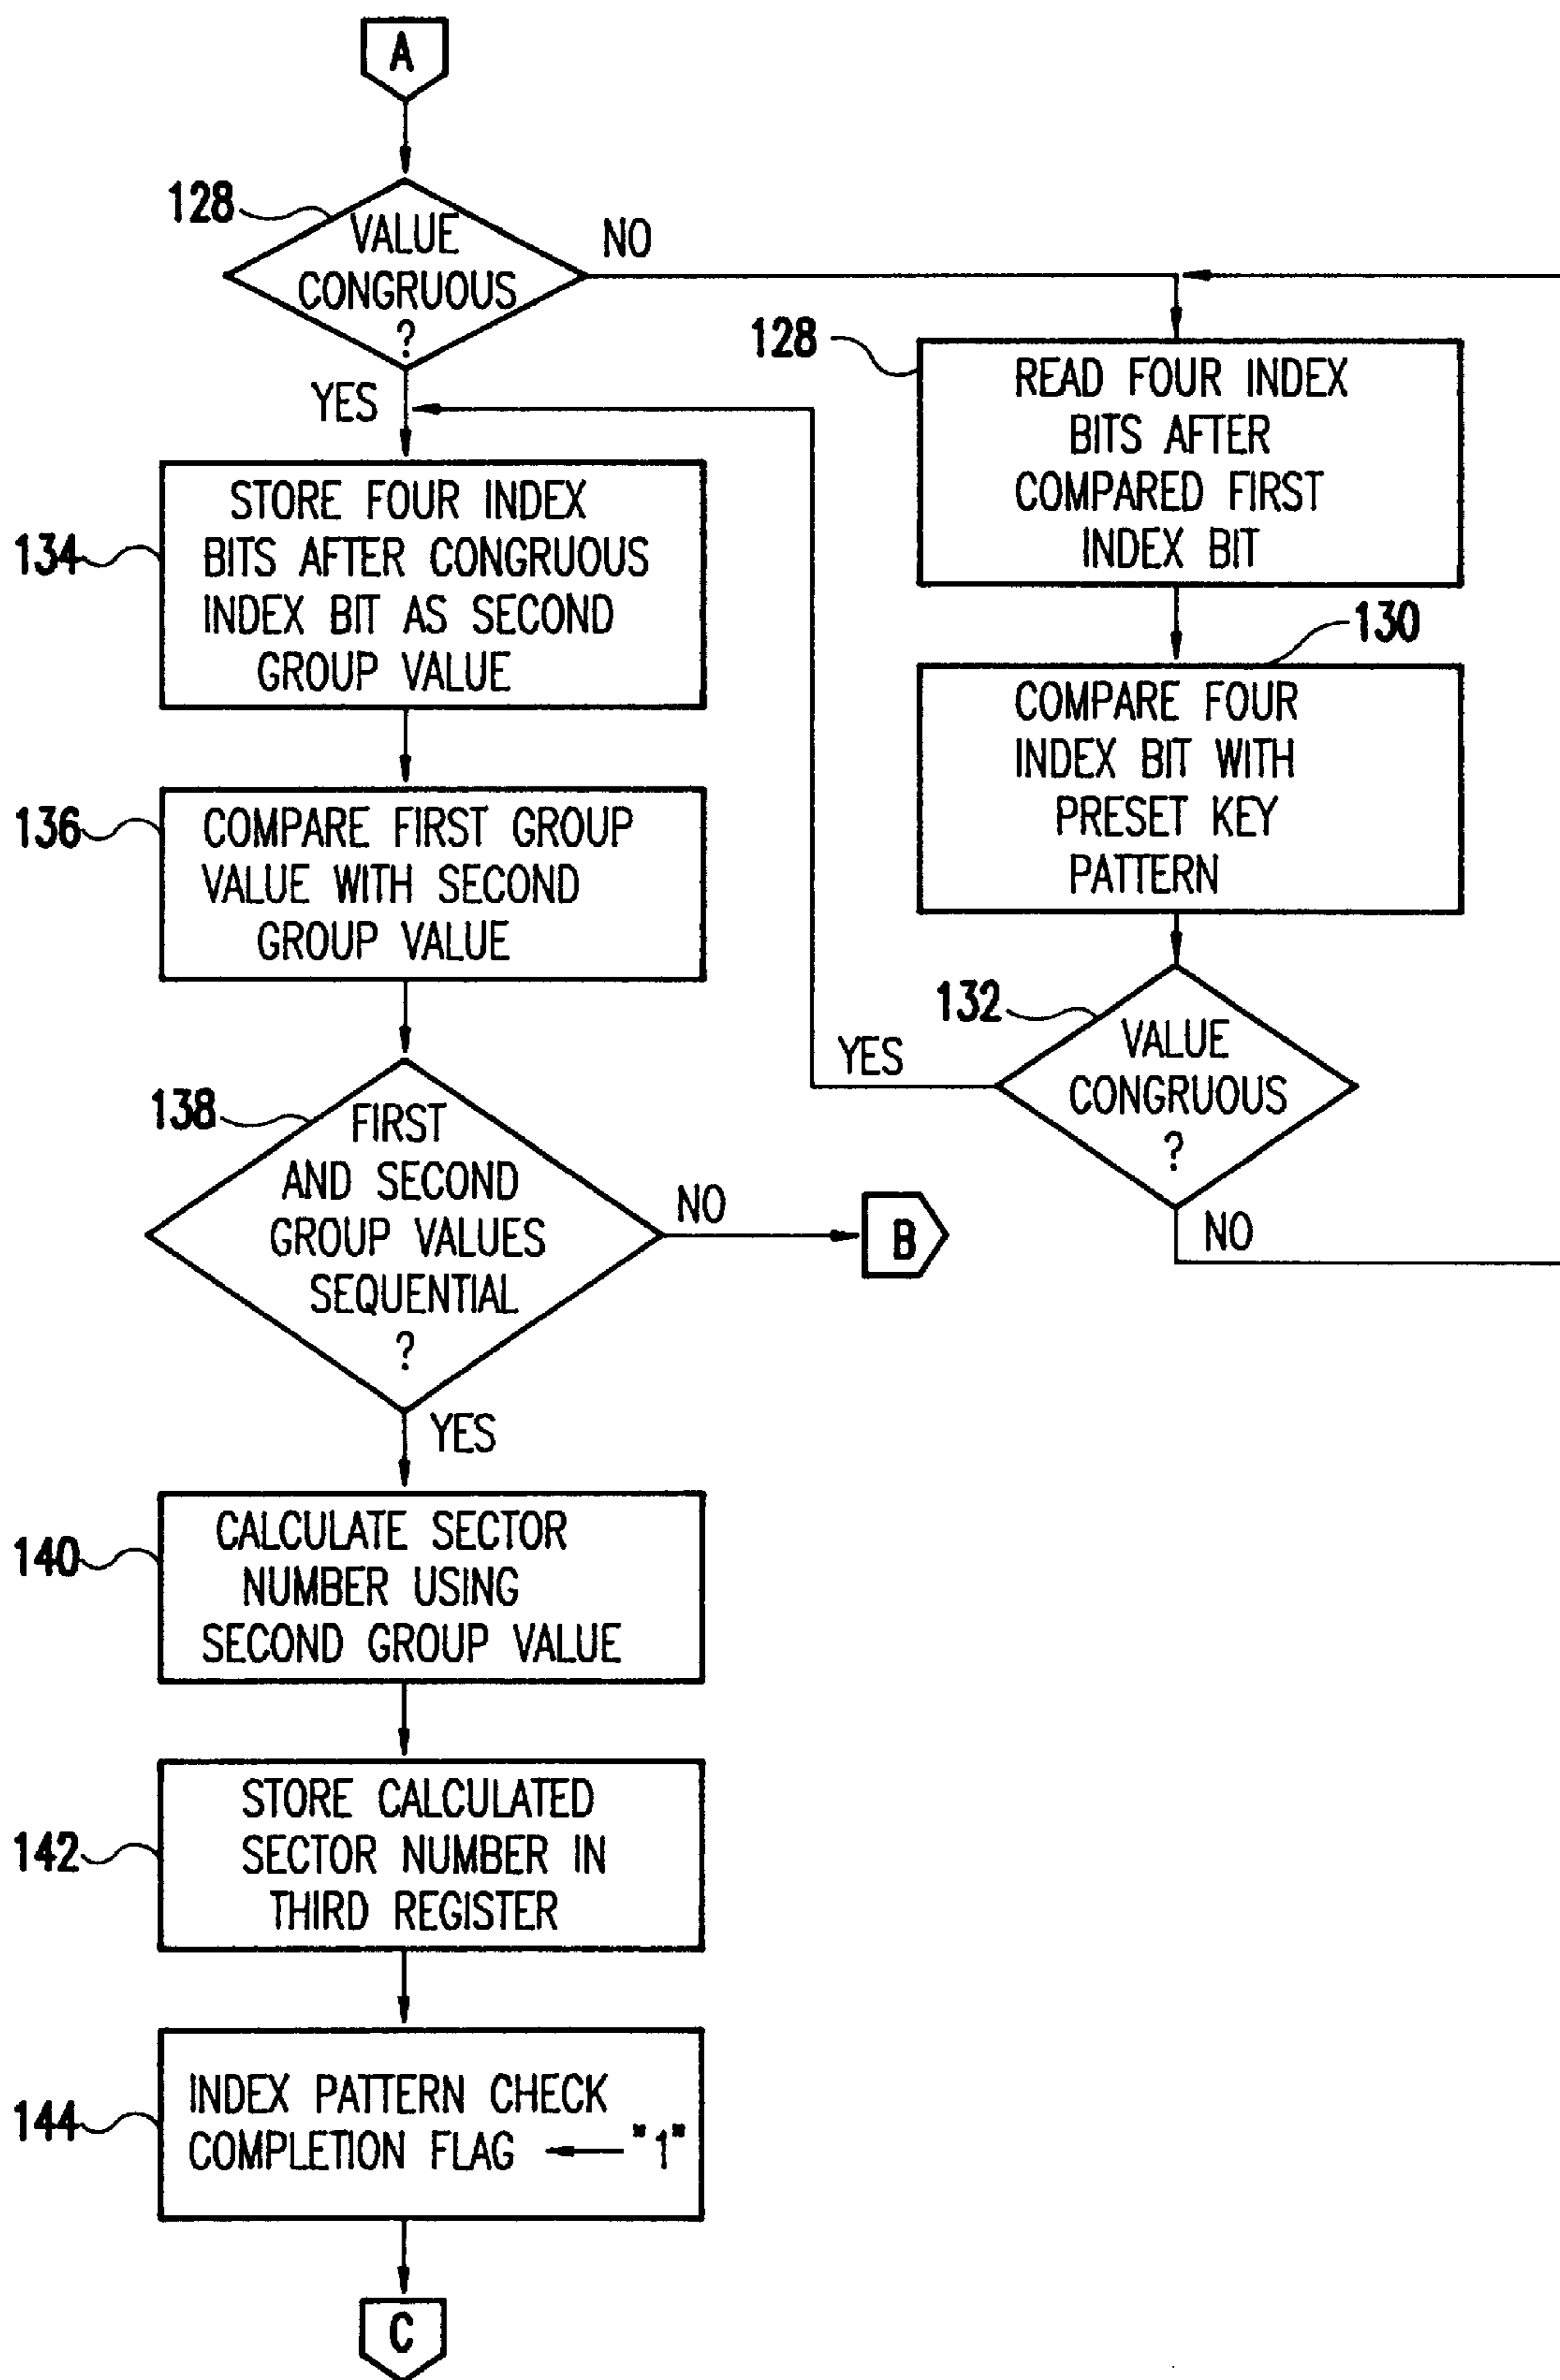 A
128
VALUE
CONGRUOUS
?
NO
YES
128
READ FOUR INDEX
BITS AFTER
COMPARED FIRST
INDEX BIT
134
STORE FOUR INDEX
BITS AFTER CONGRUOUS
INDEX BIT AS SECOND
GROUP VALUE
130
COMPARE FOUR
INDEX BIT WITH
PRESET KEY
PATTERN
136
COMPARE FIRST GROUP
VALUE WITH SECOND
GROUP VALUE
132
VALUE
CONGRUOUS
?
YES
NO
138
FIRST
AND SECOND
GROUP VALUES
SEQUENTIAL
?
NO
B
YES
140
CALCULATE SECTOR
NUMBER USING
SECOND GROUP VALUE
142
STORE CALCULATED
SECTOR NUMBER IN
THIRD REGISTER
144
INDEX PATTERN CHECK
COMPLETION FLAG ← "1"
C